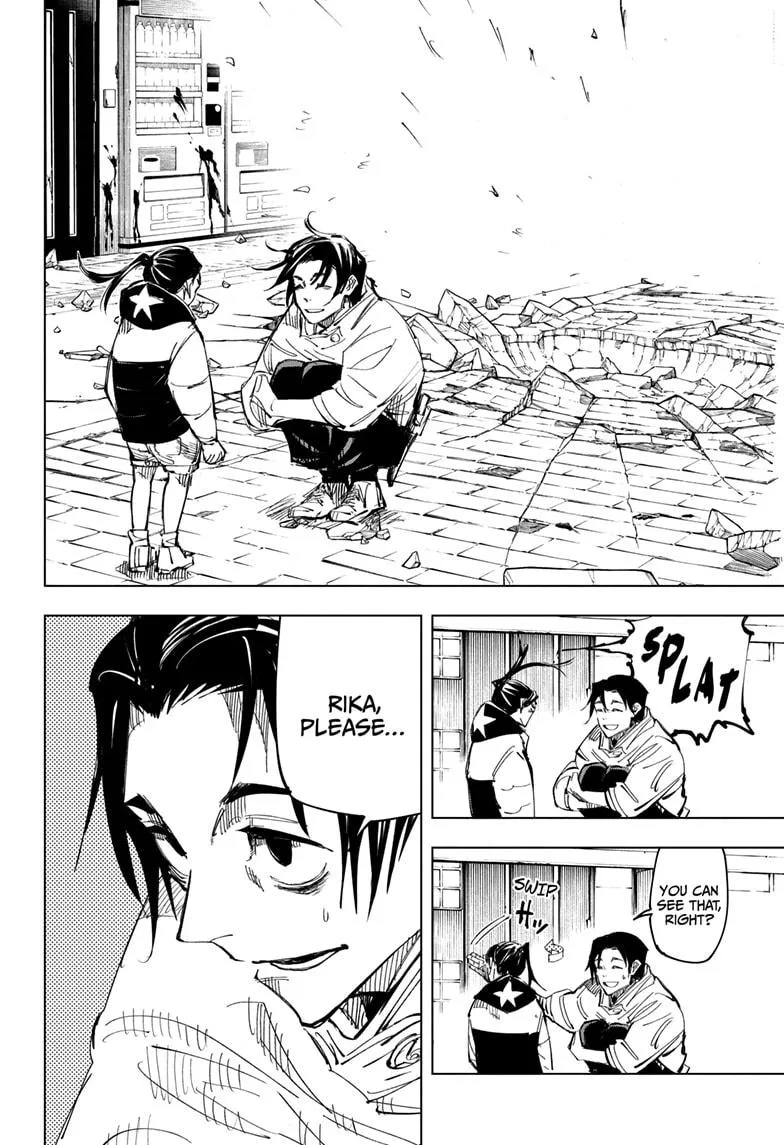 SPLAT
YOU CAN
SEE THAT,
RIGHT?
SWIP
RIKA,
PLEASE...